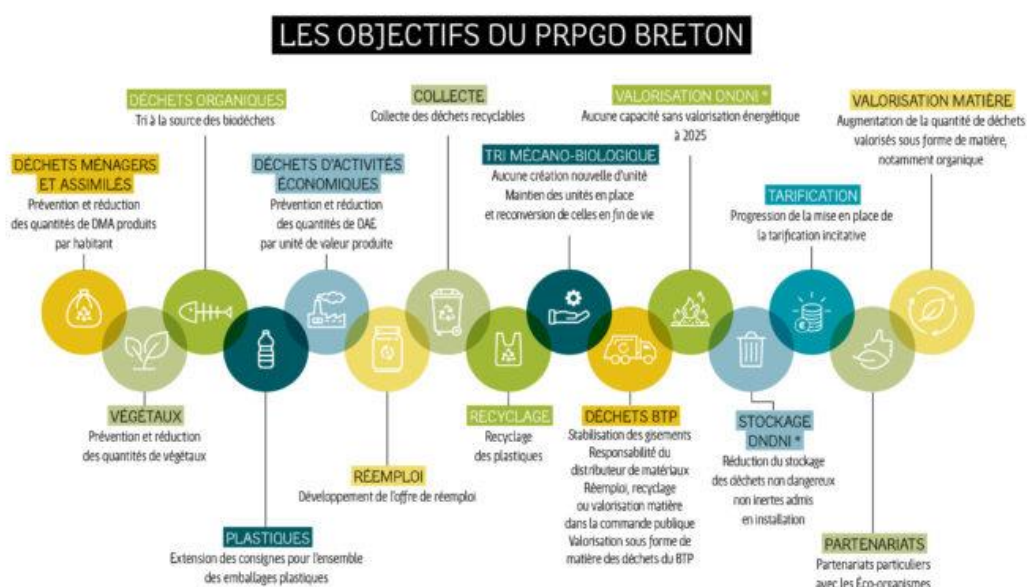 LES OBJECTIFS DU PRPGD BRETON
DÉCHETS MÉNAGERS
ET ASSIMILÉS
Prévention et réduction
des quantités de DMA produits
par habitant
VÉGÉTAUX
Prévention et réduction
des quantités de végétaux
DÉCHETS ORGANIQUES
Tri à la source des biodéchets
PLASTIQUES
Extension des consignes pour l'ensemble
des emballages plastiques
DÉCHETS D'ACTIVITÉS
ÉCONOMIQUES
Prévention et réduction
des quantités de DAE
par unité de valeur produite
RÉEMPLOI
Développement de l'offre de réemploi
COLLECTE
Collecte des déchets recyclables
RECYCLAGE
Recyclage
des plastiques
TRI MÉCANO-BIOLOGIQUE
Aucune création nouvelle d'unité
Maintien des unités en place
et reconversion de celles en fin de vie
DÉCHETS BTP
Stabilisation des gisements
Responsabilité du
distributeur de matériaux
Réemploi, recyclage
ou valorisation matière
dans la commande publique
Valorisation sous forme de
matière des déchets du BTP
VALORISATION DNDNI *
Aucune capacité sans valorisation énergétique
à 2025
STOCKAGE
DNDNI *
Réduction du stockage
des déchets non dangereux
non inertes admis
en installation
TARIFICATION
Progression de la mise en place de
la tarification incitative
PARTENARIATS
Partenariats particuliers
avec les Éco-organismes
VALORISATION MATIÈRE
Augmentation de la quantité de déchets
valorisés sous forme de matière,
notamment organique